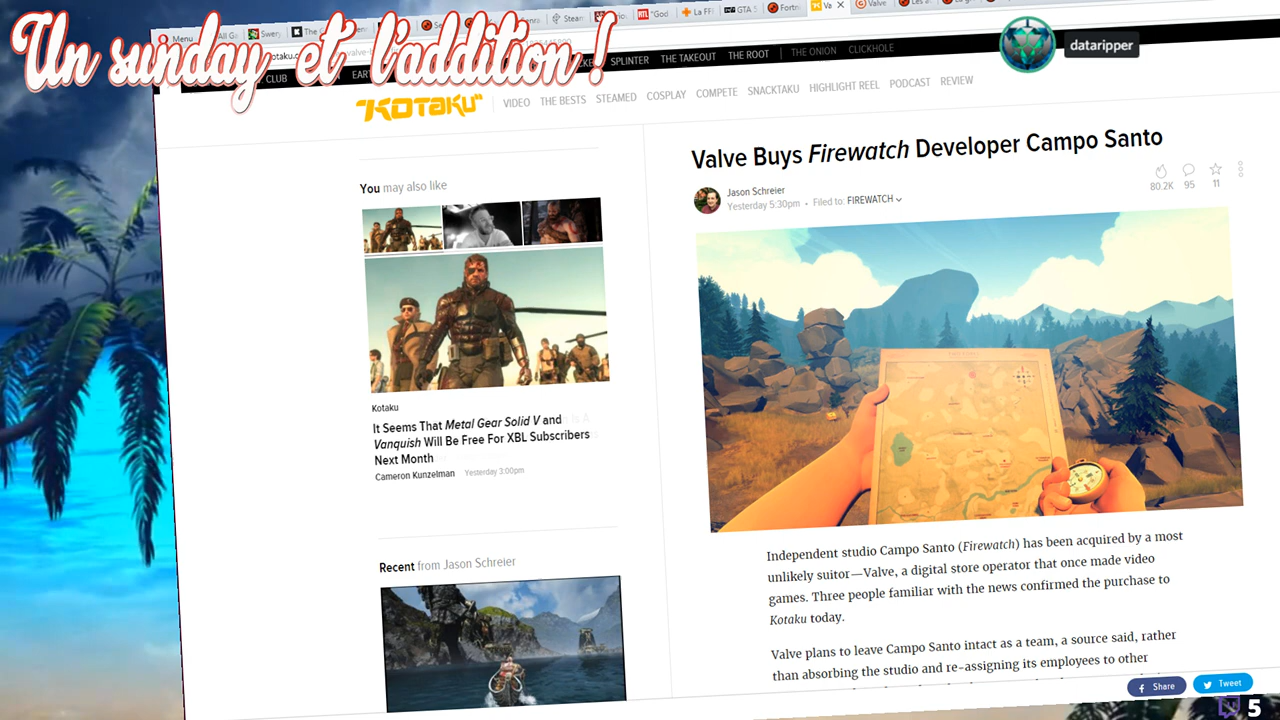 Un sunday et l'addition !
Menu
Steam
GTA 5
Va
Valve
CLUB
SPLINTER THE TAKEOUT THE ROOT THE ONION CLICKHOLE
dataripper
KOTAKU
VIDEO THE BESTS STEAMED COSPLAY COMPETE SNACKTAKU HIGHLIGHT REEL PODCAST REVIEW
You may also like
Kotaku
It Seems That Metal Gear Solid V and
Vanquish Will Be Free For XBL Subscribers
Next Month
Cameron Kunzelman Yesterday 3:00pm
Recent from Jason Schreier
Valve Buys Firewatch Developer Campo Santo
Jason Schreier
Yesterday 5:30pm • Filed to: FIREWATCH
80.2K 95 11
Independent studio Campo Santo (Firewatch) has been acquired by a most
unlikely suitor—Valve, a digital store operator that once made video
games. Three people familiar with the news confirmed the purchase to
Kotaku today.
Valve plans to leave Campo Santo intact as a team, a source said, rather
than absorbing the studio and re-assigning its employees to other
Share Tweet
5